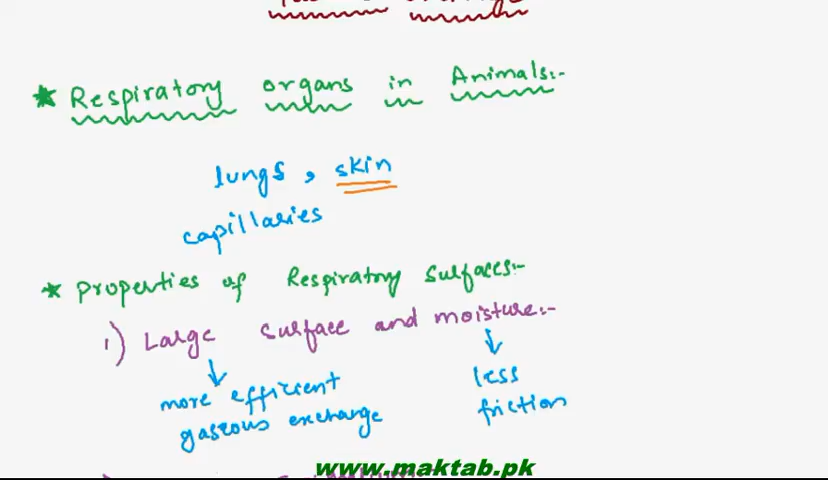 ★ Respiratory organs in Animals:-
lungs, skin
capillaries
* Properties of Respiratory Surfaces:-
1) Large surface and moisture:-
more efficient
gaseous exchange
less
friction
www.maktab.pk